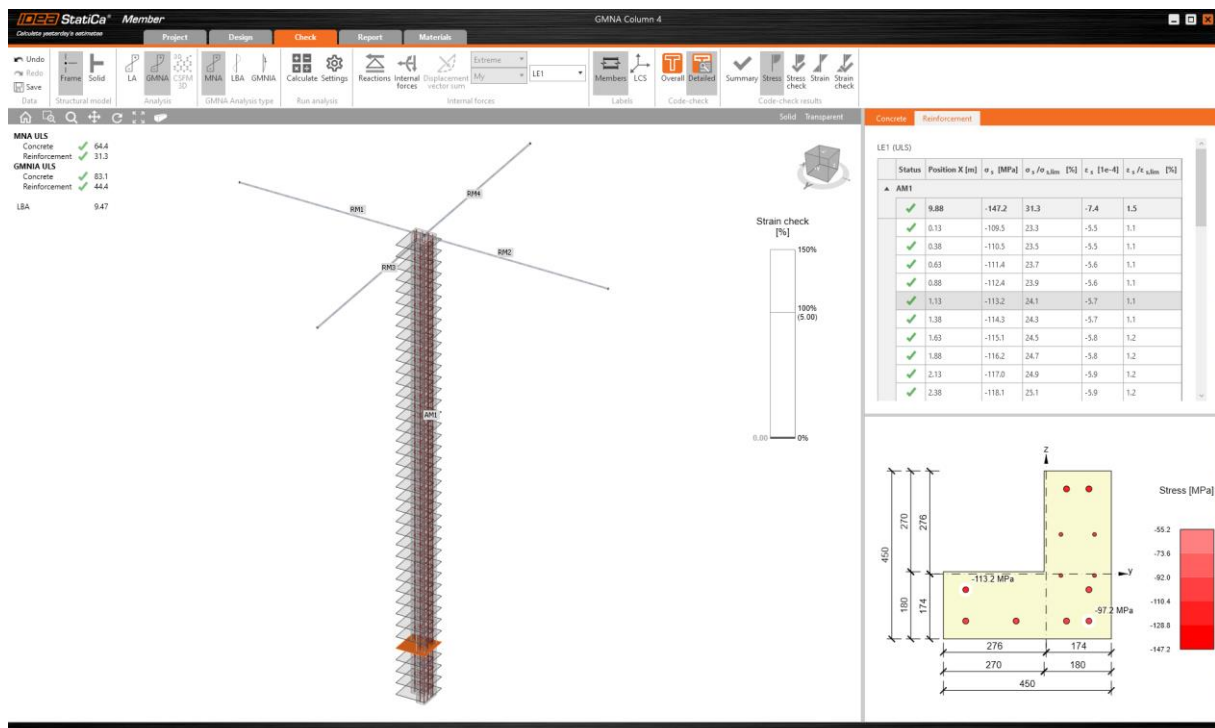 IDEA StatiCa® Member
GMNA Column 4
Calculate yesterday's estimates
Project Design Check Report Materials
Undo
Redo
Save
Frame Solid LA GMNA CSFM 3D MNA LBA GMNIA Calculate Settings Reactions Internal forces Displacement vector sum Extreme My LE1 Members LCS Overall Detailed Summary Stress Stress check Strain Strain check
Data Structural model Analysis GMNA Analysis type Run analysis Internal forces Labels Code-check Code-check results
Solid Transparent
MNA ULS
Concrete 64.4
Reinforcement 31.3
GMNIA ULS
Concrete 83.1
Reinforcement 44.4
LBA 9.47
RM1
RM4
RM2
RM3
AM1
Strain check
[%]
150%
100%
(5.00)
0.00 0%
Concrete Reinforcement
LE1 (ULS)
Status Position X [m] σ s [MPa] σ s/σ s,lim [%] ε s [1e-4] ε s/ε s,lim [%]
AM1
9.88 -147.2 31.3 -7.4 1.5
0.13 -109.5 23.3 -5.5 1.1
0.38 -110.5 23.5 -5.5 1.1
0.63 -111.4 23.7 -5.6 1.1
0.88 -112.4 23.9 -5.6 1.1
1.13 -113.2 24.1 -5.7 1.1
1.38 -114.3 24.3 -5.7 1.1
1.63 -115.1 24.5 -5.8 1.2
1.88 -116.2 24.7 -5.8 1.2
2.13 -117.0 24.9 -5.9 1.2
2.38 -118.1 25.1 -5.9 1.2
z
y
450
270
276
180
174
-113.2 MPa
-97.2 MPa
276 174
270 180
450
Stress [MPa]
-55.2
-73.6
-92.0
-110.4
-128.8
-147.2